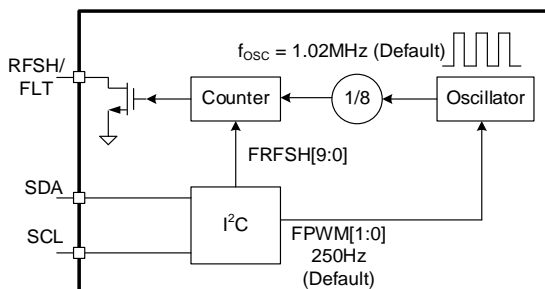 f_OSC = 1.02MHz (Default)
RFSH/
FLT
Counter
1/8
Oscillator
FRFSH[9:0]
SDA
I²C
FPWM[1:0]
SCL
250Hz
(Default)